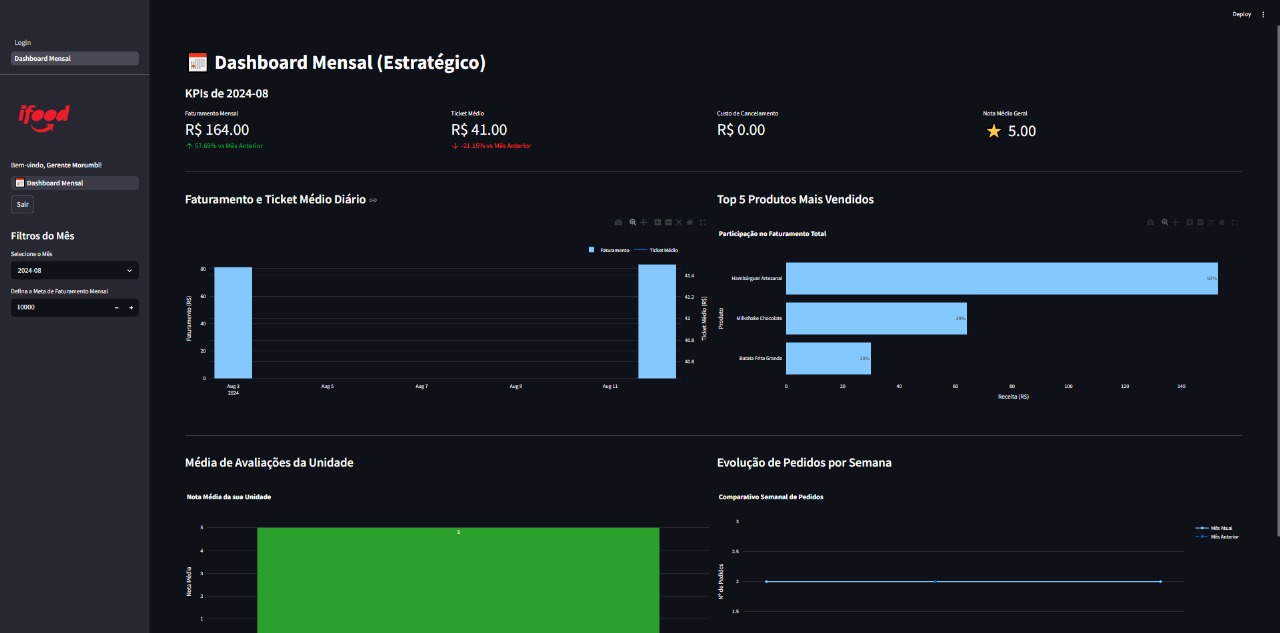 Deploy
Login
Dashboard Mensal
ifood
Bem-vindo, Gerente Morumbi!
Dashboard Mensal
Sair
Filtros do Mês
Selecione o Mês
2024-08
Defina a Meta de Faturamento Mensal
10000
Dashboard Mensal (Estratégico)
KPIs de 2024-08
Faturamento Mensal
R$ 164.00
↑ 57.69% vs Mês Anterior
Ticket Médio
R$ 41.00
↓ -21.15% vs Mês Anterior
Custo de Cancelamento
R$ 0.00
Nota Média Geral
5.00
Faturamento e Ticket Médio Diário
Faturamento
Ticket Médio
Faturamento (R$)
80
60
40
20
0
41.4
41.2
41
40.8
40.6
Ticket Médio (R$)
Aug 3
2024
Aug 5
Aug 7
Aug 9
Aug 11
Top 5 Produtos Mais Vendidos
Participação no Faturamento Total
Produto
Hambúrguer Artesanal
Milkshake Chocolate
Batata Frita Grande
0
20
40
60
80
100
120
140
Receita (R$)
Média de Avaliações da Unidade
Nota Média da sua Unidade
Nota Média
5
4
3
2
1
5
Evolução de Pedidos por Semana
Comparativo Semanal de Pedidos
Mês Atual
Mês Anterior
Nº de Pedidos
3
2.5
2
1.5